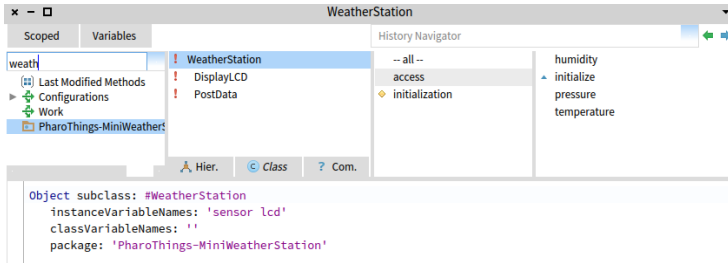 WeatherStation
Scoped Variables History Navigator
weath
Last Modified Methods
Configurations
Work
PharoThings-MiniWeatherS
WeatherStation
DisplayLCD
PostData
Hier. Class ? Com.
-- all --
access
initialization
humidity
initialize
pressure
temperature
Object subclass: #WeatherStation
instanceVariableNames: 'sensor lcd'
classVariableNames: ''
package: 'PharoThings-MiniWeatherStation'